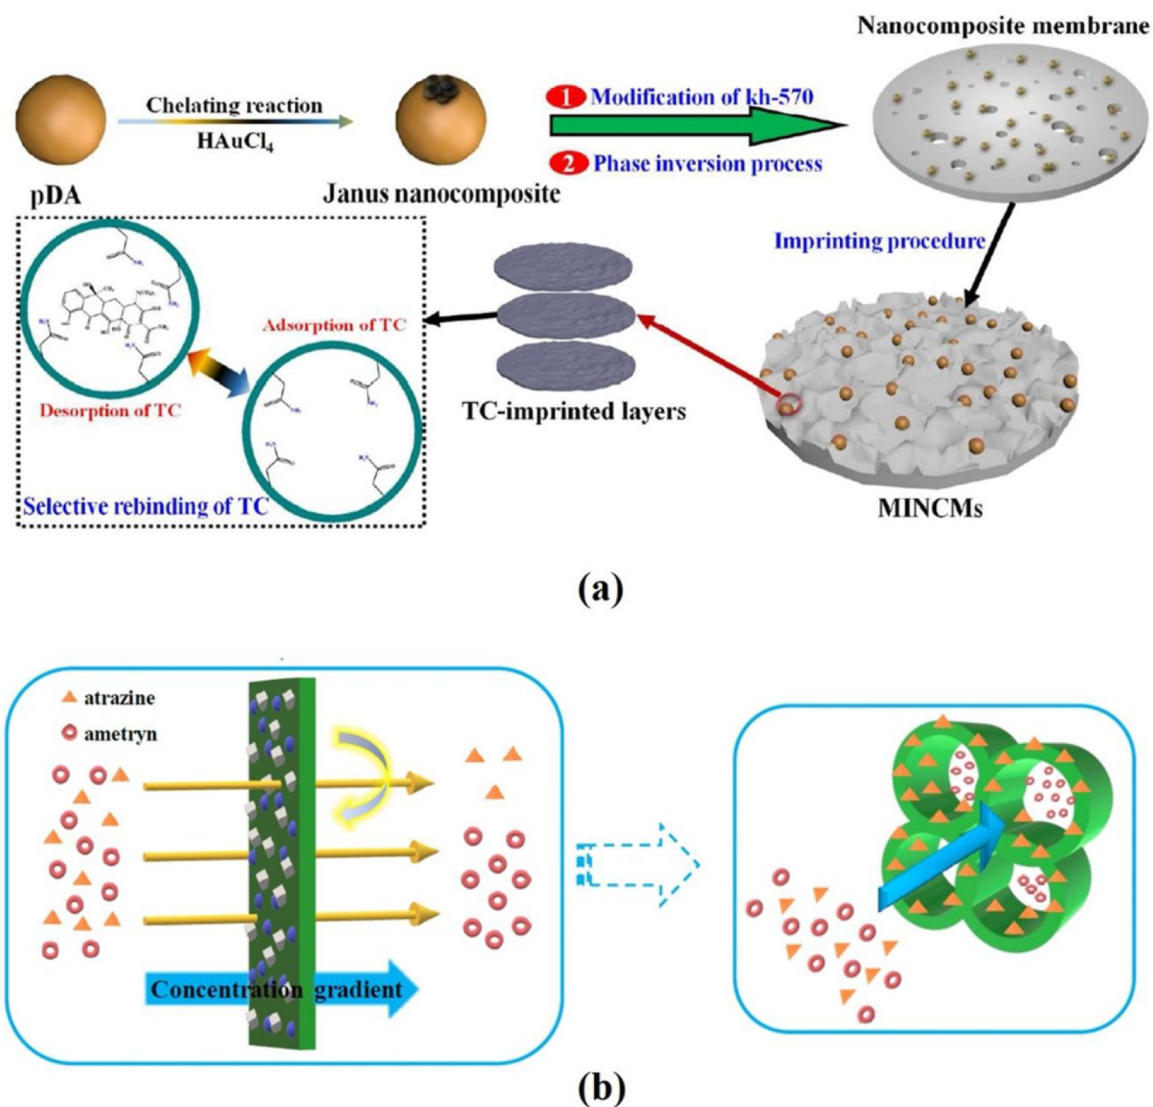 Nanocomposite membrane
Chelating reaction
HAuCl4
1 Modification of kh-570
2 Phase inversion process
pDA
Janus nanocomposite
Imprinting procedure
Adsorption of TC
Desorption of TC
TC-imprinted layers
Selective rebinding of TC
MINCMs
(a)
atrazine
ametryn
Concentration gradient
(b)